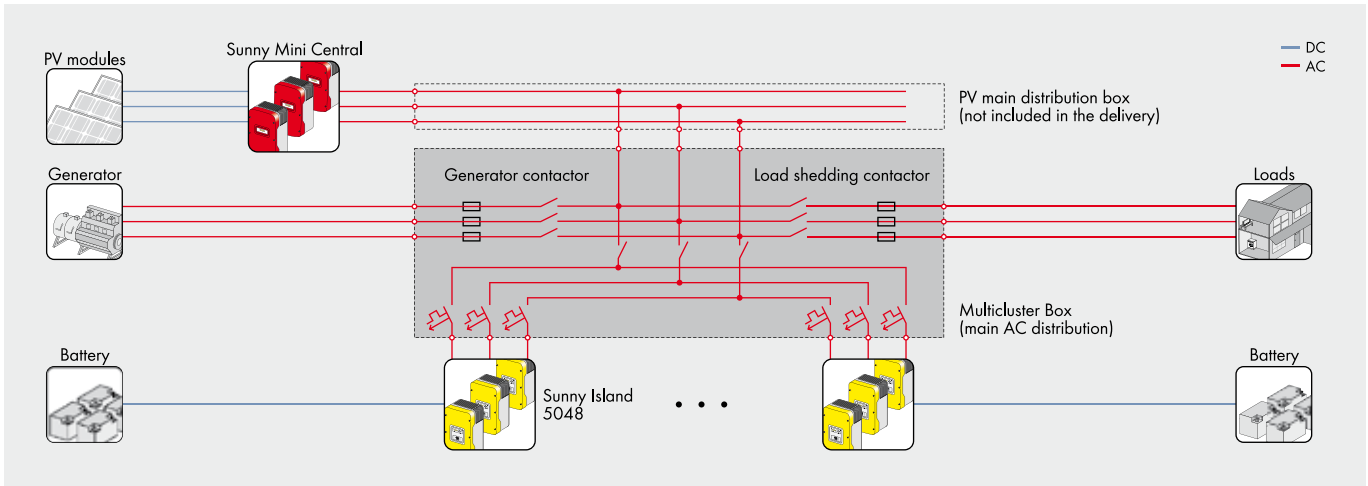 Sunny Mini Central
PV modules
DC
AC
PV main distribution box
(not included in the delivery)
Generator
Generator contactor
Load shedding contactor
Loads
Multicluster Box
(main AC distribution)
Battery
Sunny Island
5048
• • •
Battery